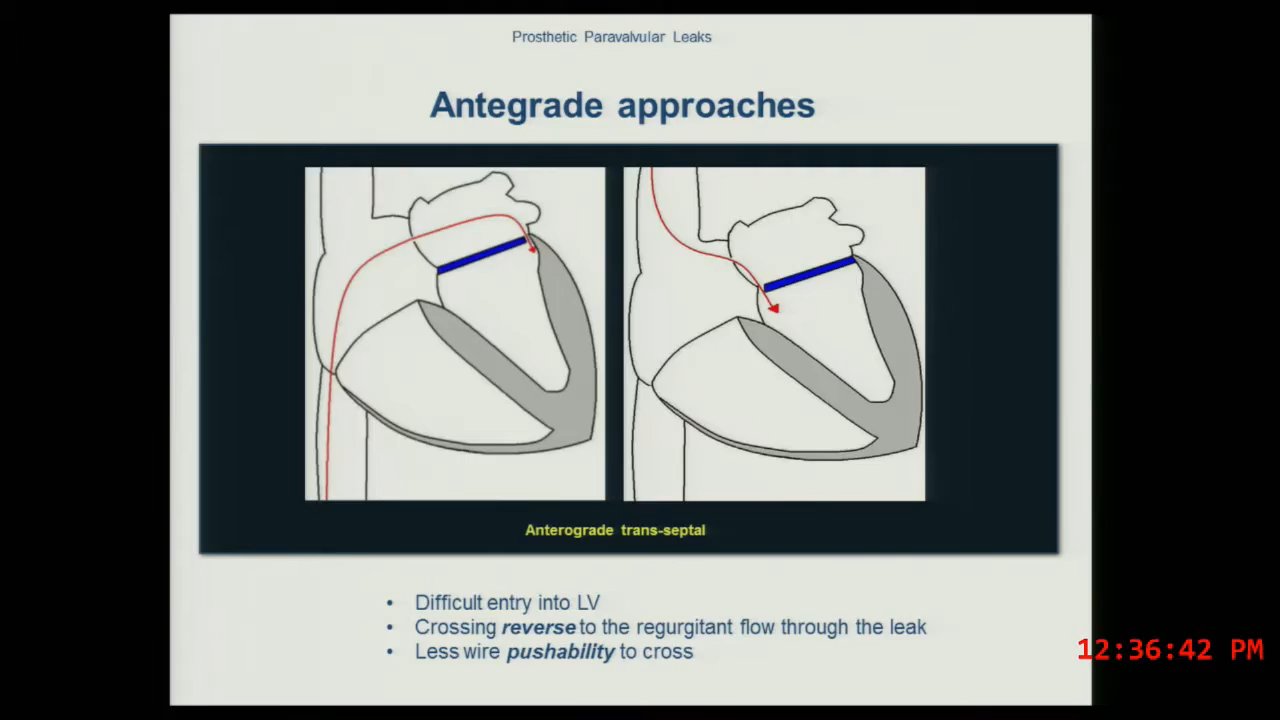 Prosthetic Paravalvular Leaks
Antegrade approaches
Anterograde trans-septal
• Difficult entry into LV
• Crossing reverse to the regurgitant flow through the leak
• Less wire pushability to cross
12:36:42 PM